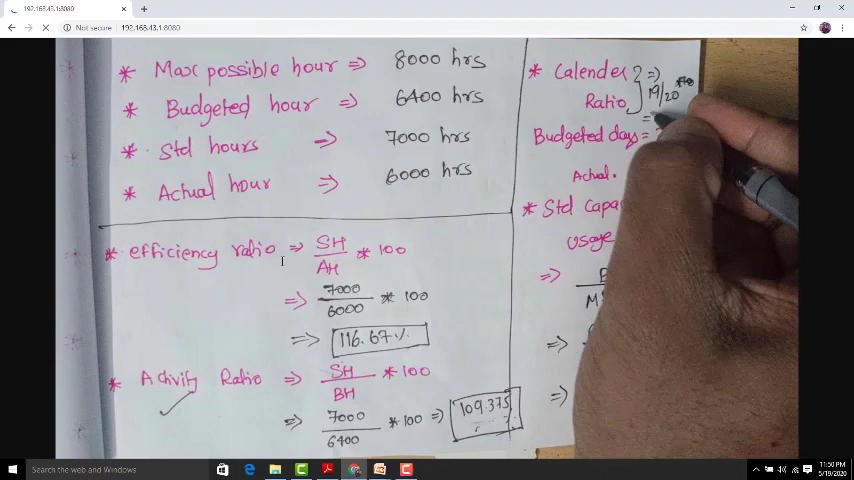 192.168.43.1:8080
Not secure | 192.168.43.1:8080
* Max possible hour => 8000 hrs
* Budgeted hour => 6400 hrs
* Std hours => 7000 hrs
* Actual hour => 6000 hrs
* efficiency ratio => SH / AH * 100
=> 7000 / 6000 * 100
=> 116.67 %
* Activity Ratio => SH / BH * 100
=> 7000 / 6400 * 100 => 109.375 %
* Calender =>
Ratio 19/20
=
Budgeted days =
Actual.
* Std Capac
Usage
=>
=>
=>
Search the web and Windows
11:50 PM
5/19/2020